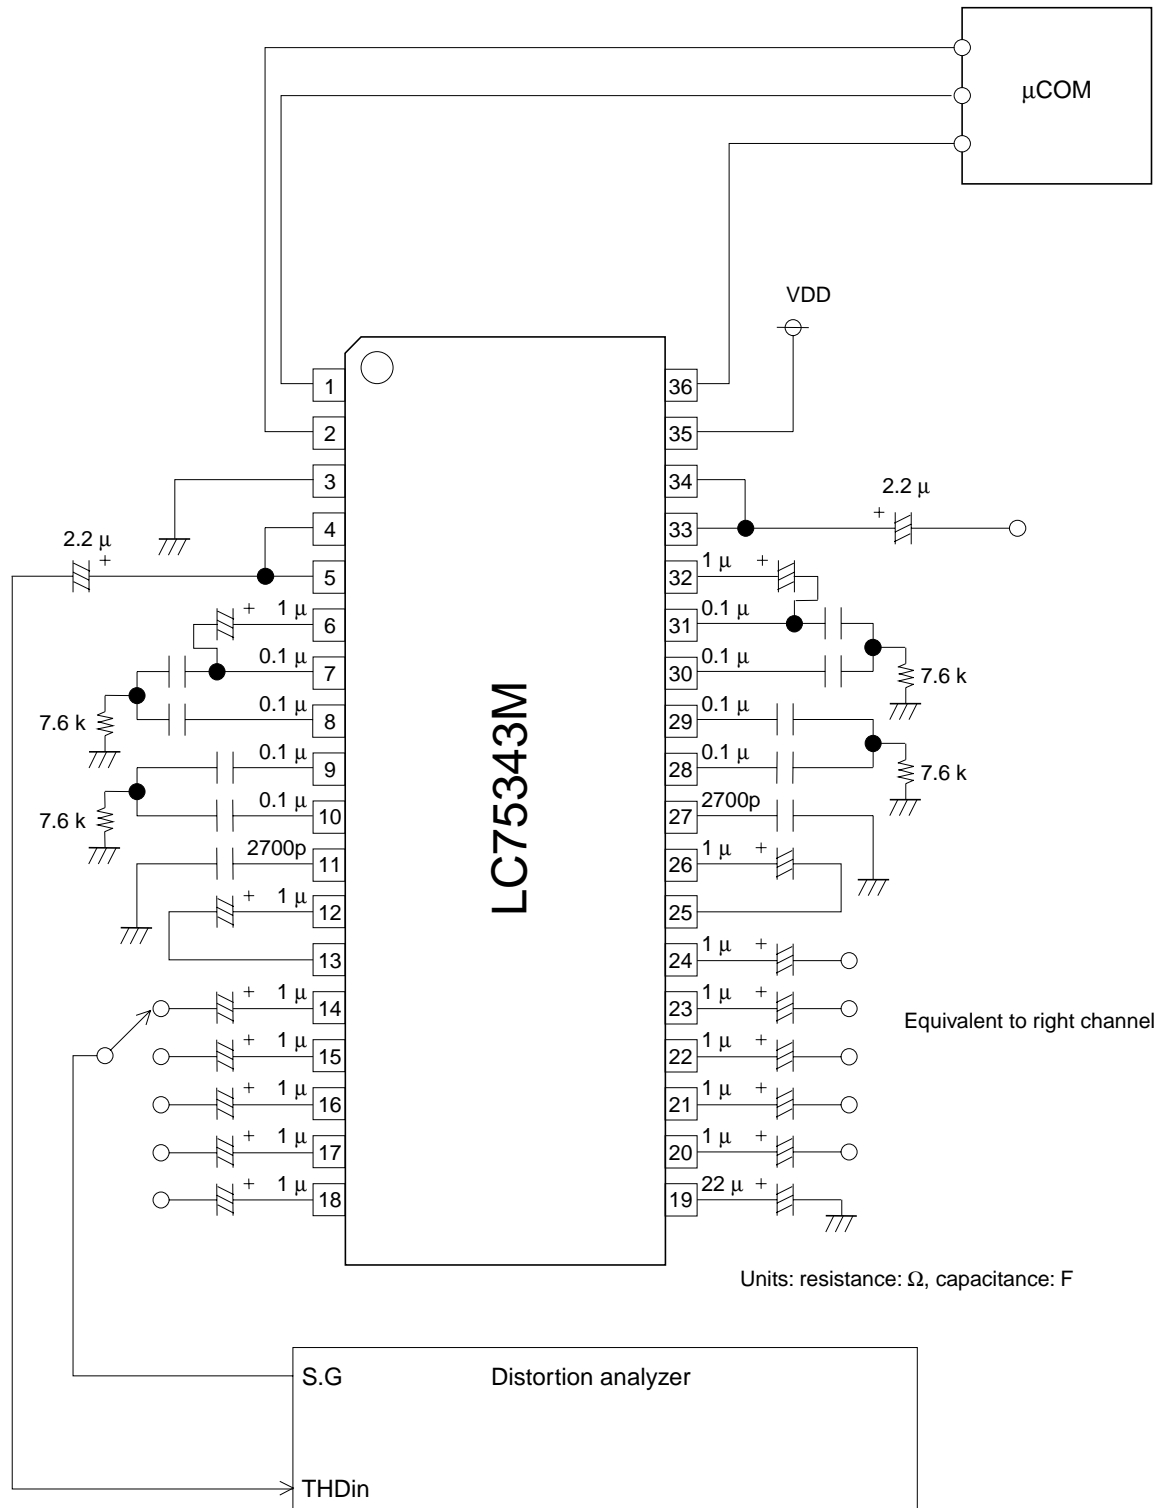 μCOM
VDD
1
36
2
35
3
34
2.2 μ
+
4
33
2.2 μ
+
5
32
1 μ
+
+
1 μ
6
31
0.1 μ
0.1 μ
7
30
0.1 μ
7.6 k
7.6 k
0.1 μ
8
29
0.1 μ
0.1 μ
9
28
0.1 μ
7.6 k
7.6 k
0.1 μ
10
27
2700p
2700p
11
26
1 μ
+
+
1 μ
12
25
13
24
1 μ
+
+
1 μ
14
23
1 μ
+
Equivalent to right channel
+
1 μ
15
22
1 μ
+
+
1 μ
16
21
1 μ
+
+
1 μ
17
20
1 μ
+
+
1 μ
18
19
22 μ
+
LC75343M
Units: resistance: Ω, capacitance: F
S.G
Distortion analyzer
THDin